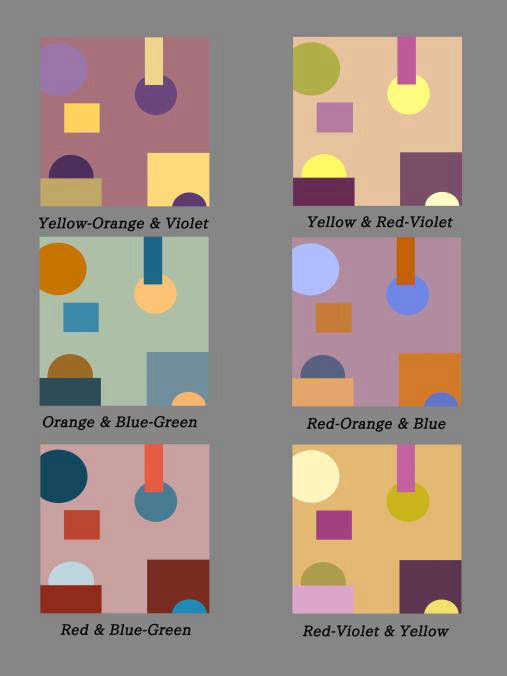 Yellow-Orange & Violet
Yellow & Red-Violet
Orange & Blue-Green
Red-Orange & Blue
Red & Blue-Green
Red-Violet & Yellow